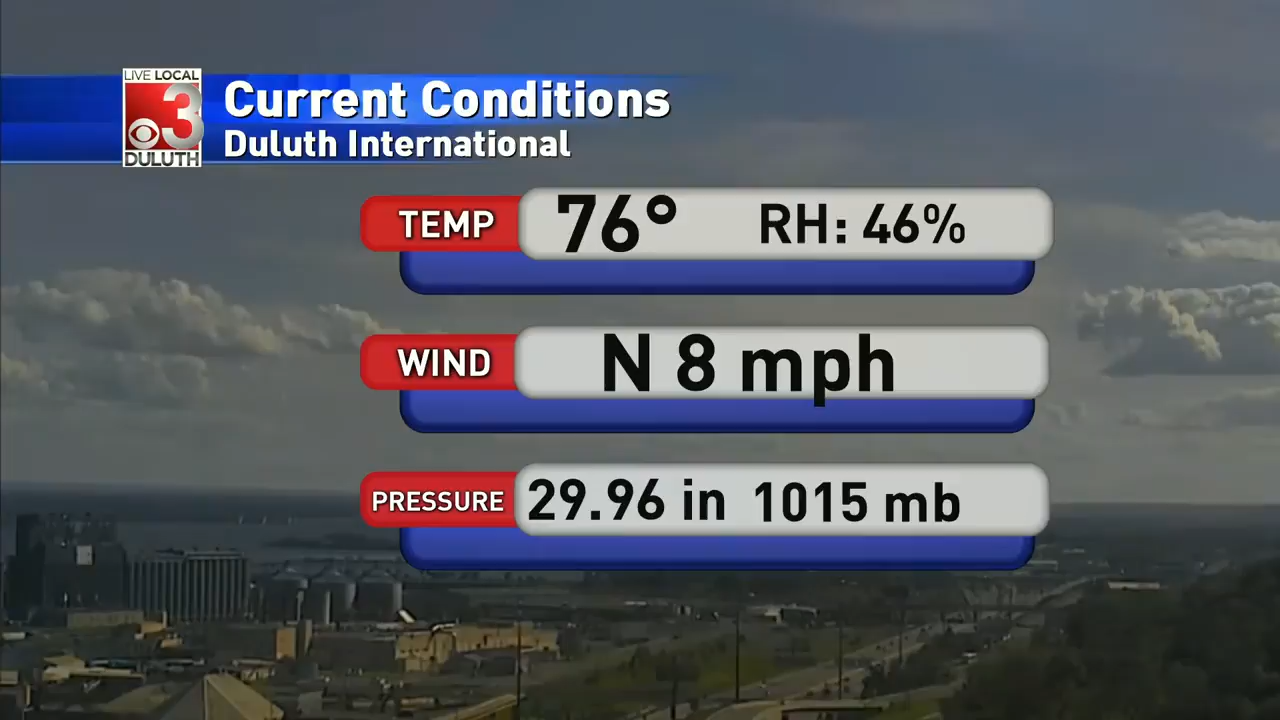 LIVE LOCAL
3
DULUTH
Current Conditions
Duluth International
TEMP 76° RH: 46%
WIND N 8 mph
PRESSURE 29.96 in 1015 mb